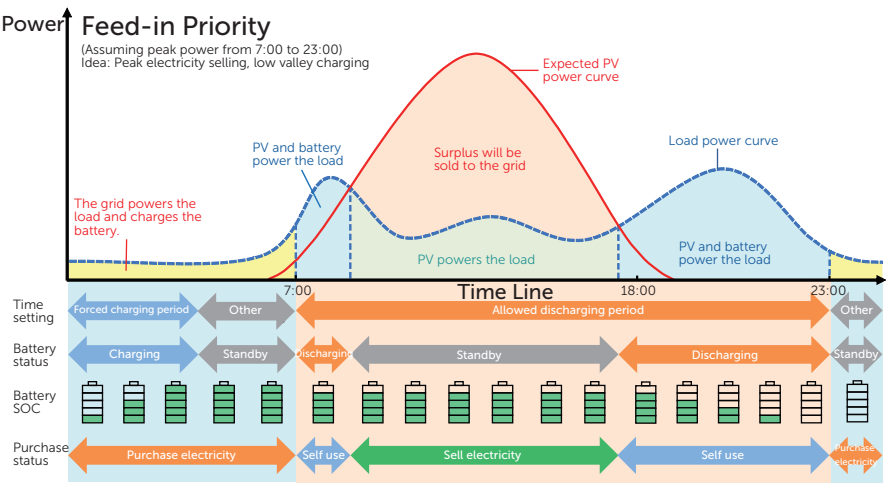 Power
Feed-in Priority
(Assuming peak power from 7:00 to 23:00)
Idea: Peak electricity selling, low valley charging
Expected PV
power curve
PV and battery
power the load
Surplus will be
sold to the grid
Load power curve
The grid powers the
load and charges the
battery.
PV powers the load
PV and battery
power the load
7:00
Time Line
18:00
23:00
Time
setting
Forced charging period
Other
Allowed discharging period
Other
Battery
status
Charging
Standby
Discharging
Standby
Discharging
Standby
Battery
SOC
Purchase
status
Purchase electricity
Self use
Sell electricity
Self use
Purchase
electricity